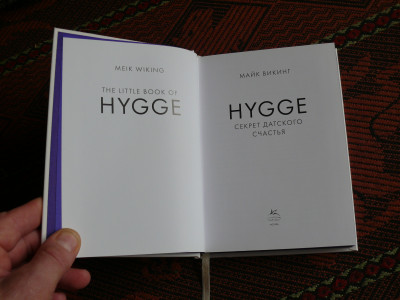 MEIK WIKING
THE LITTLE BOOK OF
HYGGE
МАЙК ВИКИНГ
HYGGE
СЕКРЕТ ДАТСКОГО
СЧАСТЬЯ